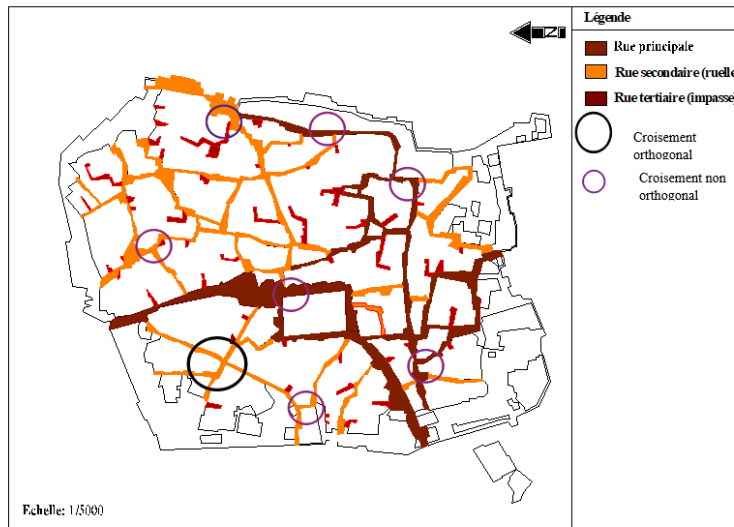 Légende
Rue principale
Rue secondaire (ruelle
Rue tertiaire (impasse)
Croisement
orthogonal
Croisement non
orthogonal
N
Echelle: 1/5000